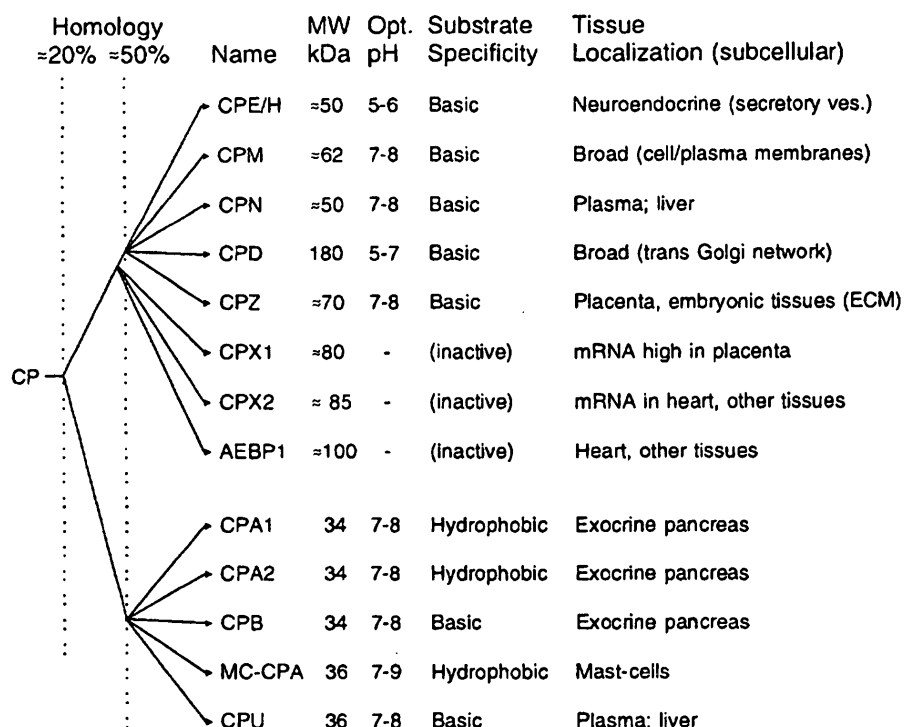 Homology MW Opt. Substrate Tissue
≈20% ≈50% Name kDa pH Specificity Localization (subcellular)
CPE/H ≈50 5-6 Basic Neuroendocrine (secretory ves.)
CPM ≈62 7-8 Basic Broad (cell/plasma membranes)
CPN ≈50 7-8 Basic Plasma; liver
CPD 180 5-7 Basic Broad (trans Golgi network)
CPZ ≈70 7-8 Basic Placenta, embryonic tissues (ECM)
CPX1 ≈80 - (inactive) mRNA high in placenta
CP
CPX2 ≈ 85 - (inactive) mRNA in heart, other tissues
AEBP1 ≈100 - (inactive) Heart, other tissues
CPA1 34 7-8 Hydrophobic Exocrine pancreas
CPA2 34 7-8 Hydrophobic Exocrine pancreas
CPB 34 7-8 Basic Exocrine pancreas
MC-CPA 36 7-9 Hydrophobic Mast-cells
CPU 36 7-8 Basic Plasma; liver